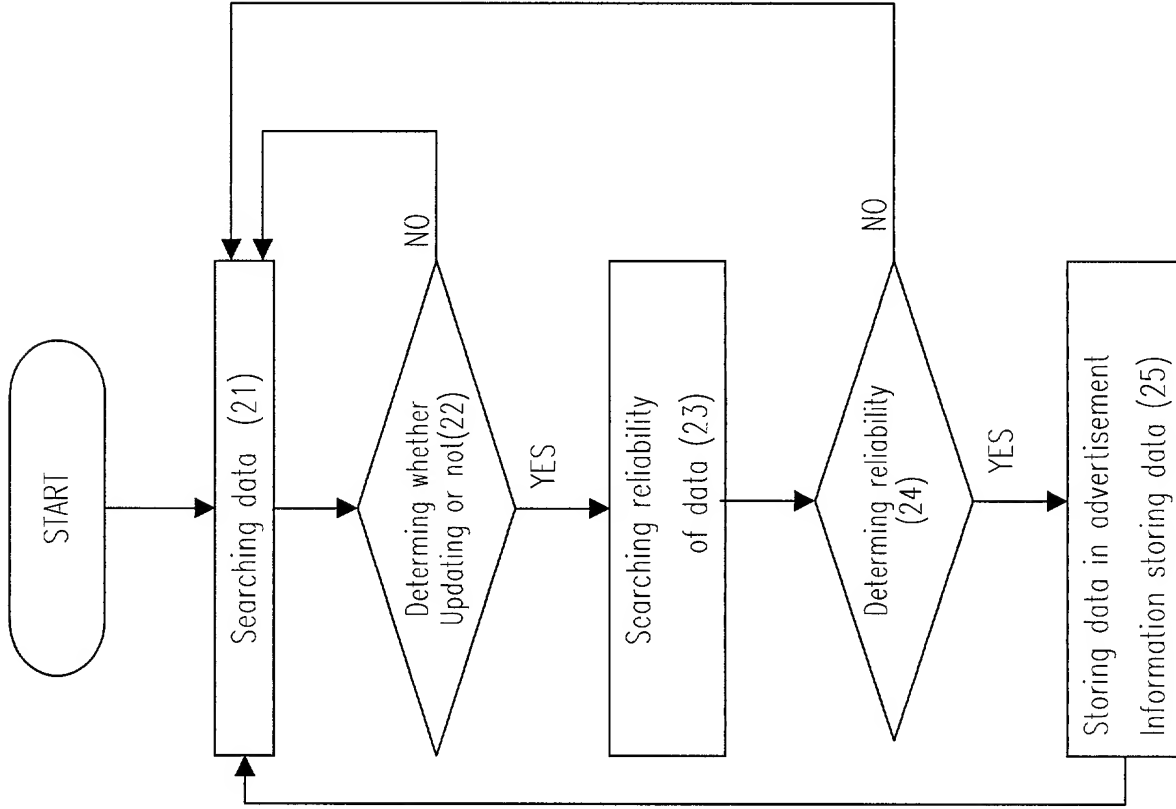 START
Searching data (21)
Determing whether
Updating or not(22)
NO
YES
Searching reliability
of data (23)
Determing reliability
(24)
NO
YES
Storing data in advertisement
Information storing data (25)